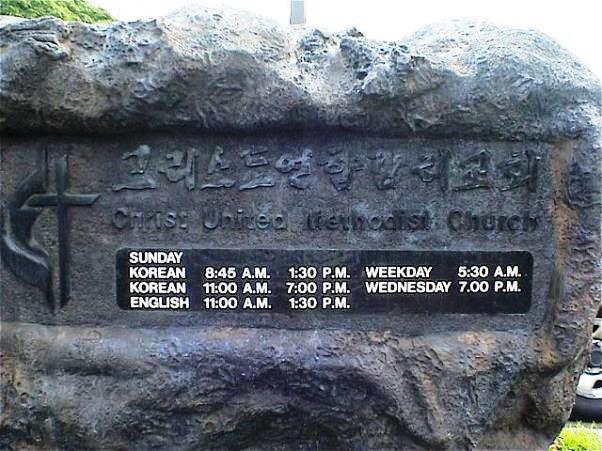 그리스도연합감리교회
Christ United Methodist Church
SUNDAY
KOREAN 8:45 A.M. 1:30 P.M. WEEKDAY 5:30 A.M.
KOREAN 11:00 A.M. 7:00 P.M. WEDNESDAY 7.00 P.M.
ENGLISH 11:00 A.M. 1:30 P.M.